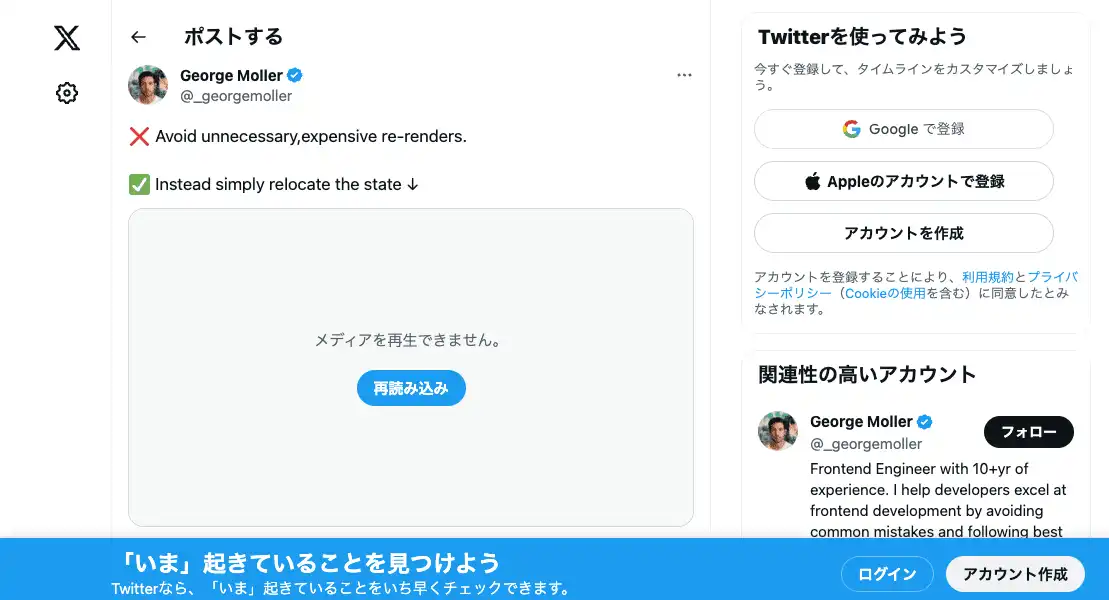 ポストする
George Moller
@_georgemoller
❌ Avoid unnecessary,expensive re-renders.
✅ Instead simply relocate the state ↓
メディアを再生できません。
再読み込み
Twitterを使ってみよう
今すぐ登録して、タイムラインをカスタマイズしましょ
う。
Google で登録
Appleのアカウントで登録
アカウントを作成
アカウントを登録することにより、利用規約とプライバ
シーポリシー（Cookieの使用を含む）に同意したとみ
なされます。
関連性の高いアカウント
George Moller
@_georgemoller
フォロー
Frontend Engineer with 10+yr of
experience. I help developers excel at
frontend development by avoiding
common mistakes and following best
「いま」起きていることを見つけよう
Twitterなら、「いま」起きていることをいち早くチェックできます。
ログイン
アカウント作成